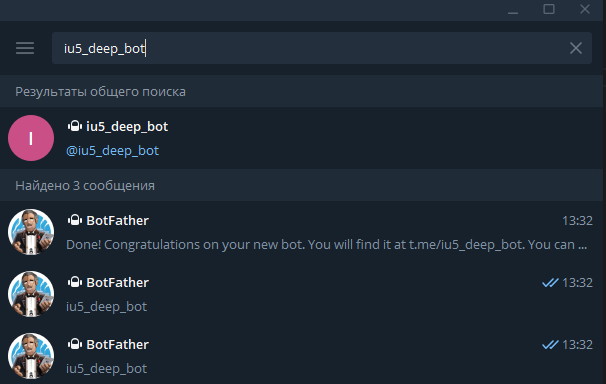 iu5_deep_bot
Результаты общего поиска
I
iu5_deep_bot
@iu5_deep_bot
Найдено 3 сообщения
BotFather 13:32
Done! Congratulations on your new bot. You will find it at t.me/iu5_deep_bot. You can ...
BotFather 13:32
iu5_deep_bot
BotFather 13:32
iu5_deep_bot